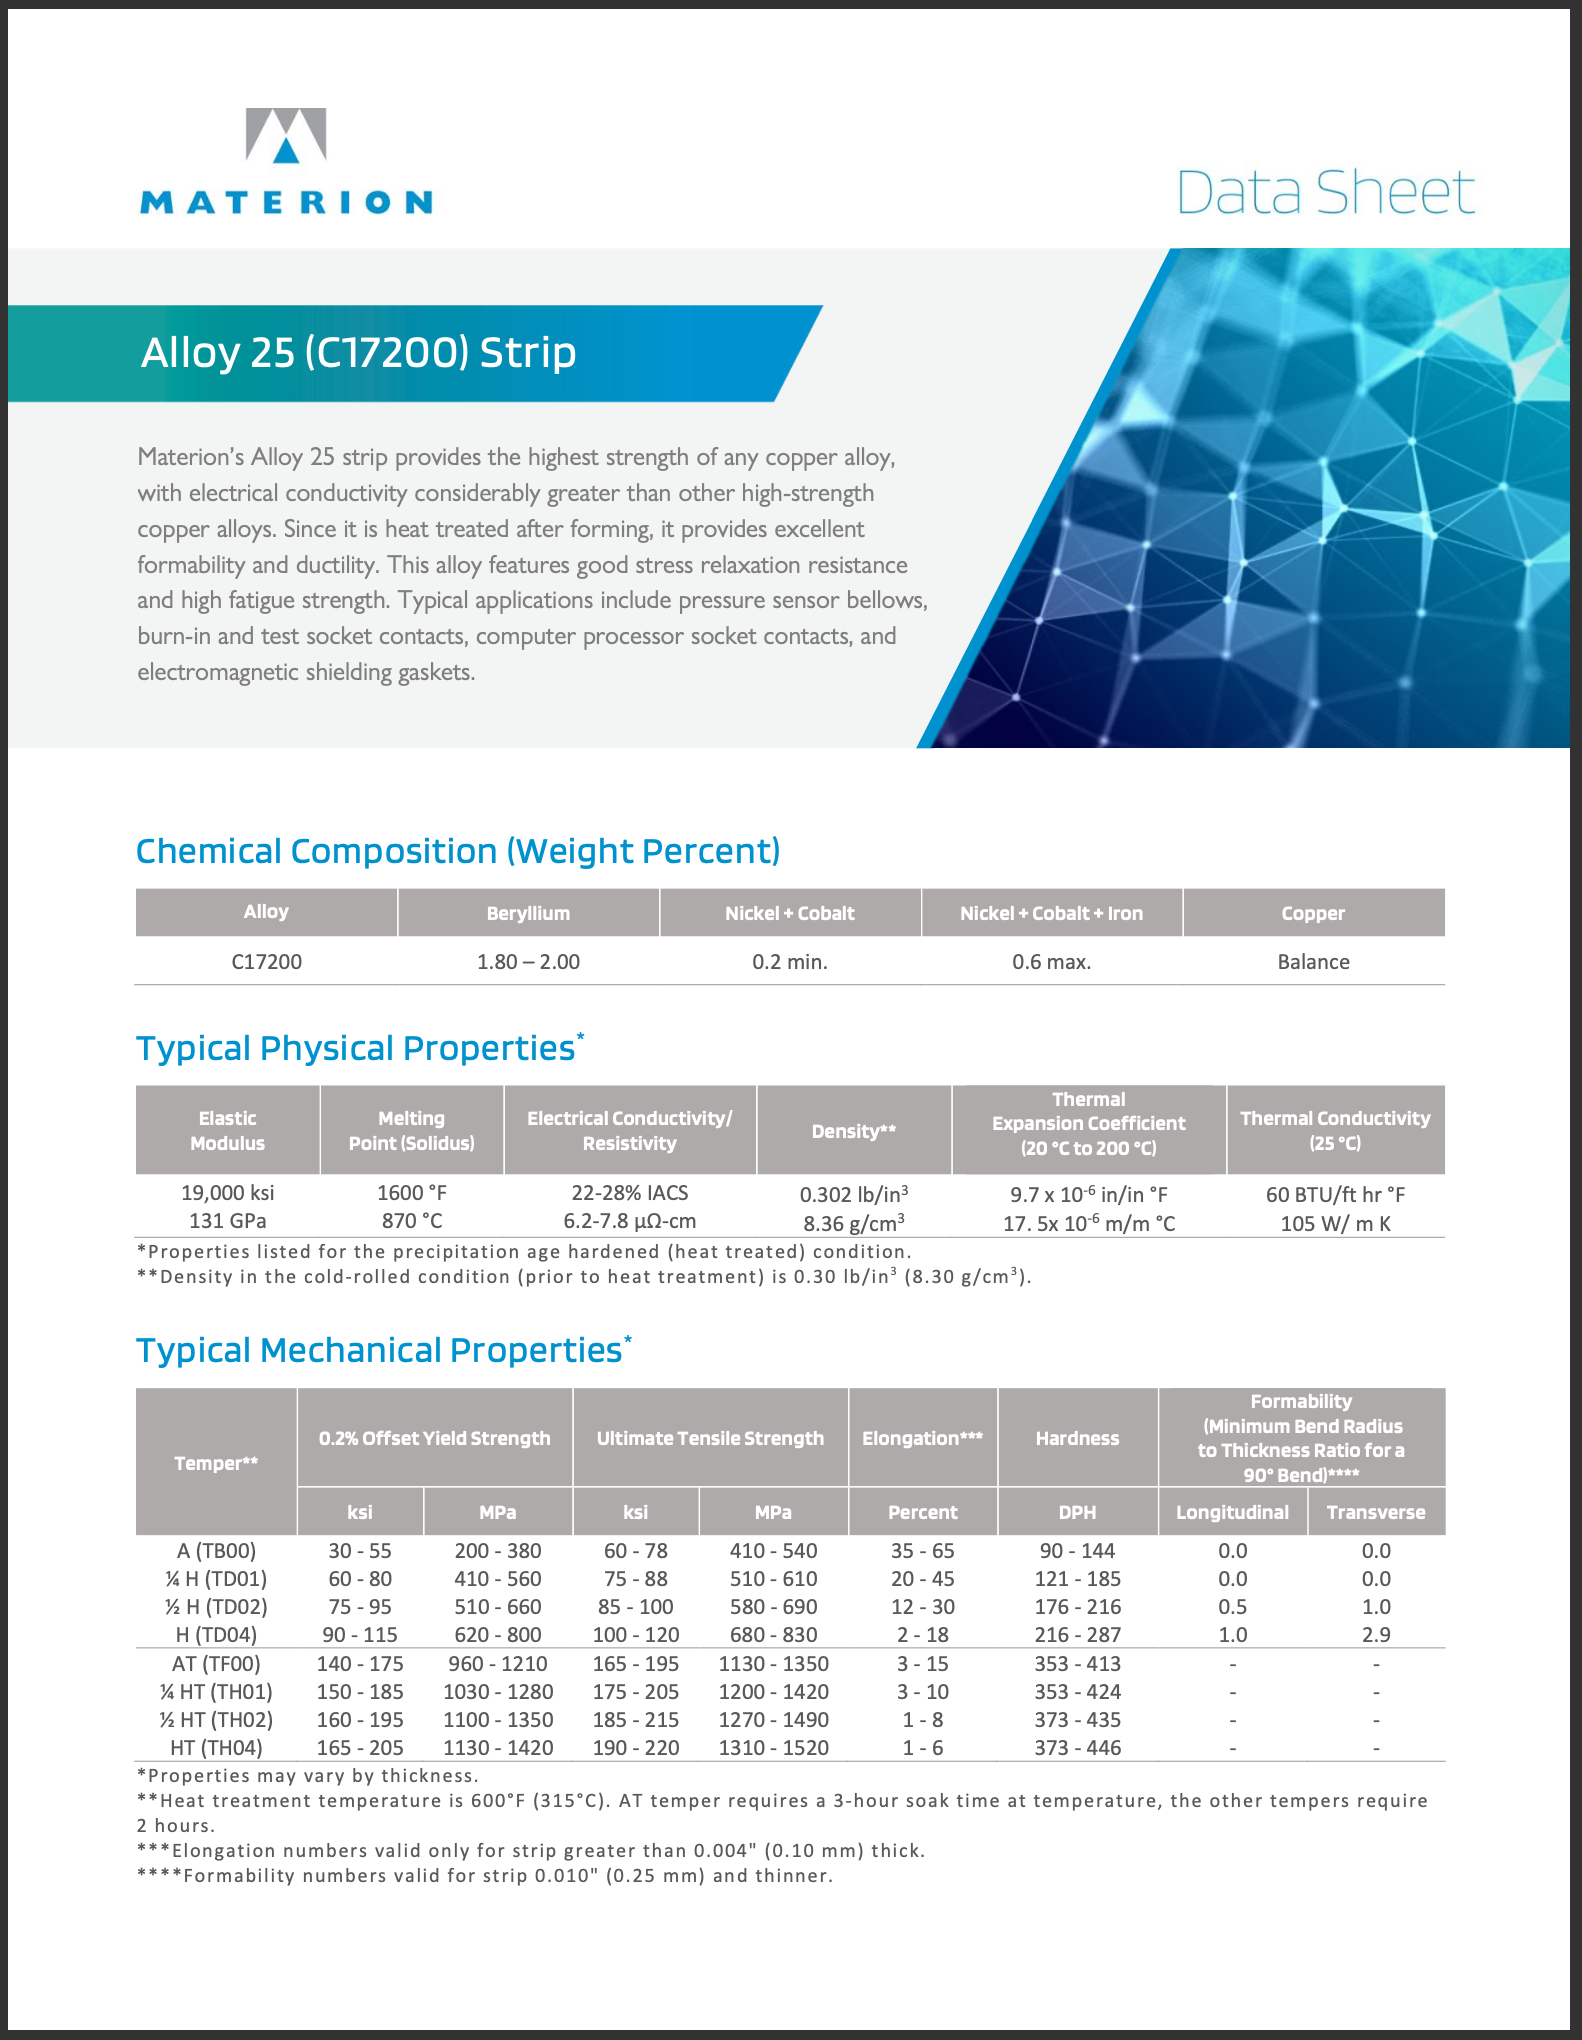 MATERION
Data Sheet
Alloy 25 (C17200) Strip
Materion’s Alloy 25 strip provides the highest strength of any copper alloy,
with electrical conductivity considerably greater than other high-strength
copper alloys. Since it is heat treated after forming, it provides excellent
formability and ductility. This alloy features good stress relaxation resistance
and high fatigue strength. Typical applications include pressure sensor bellows,
burn-in and test socket contacts, computer processor socket contacts, and
electromagnetic shielding gaskets.
Chemical Composition (Weight Percent)
Alloy Beryllium Nickel + Cobalt Nickel + Cobalt + Iron Copper
C17200 1.80 – 2.00 0.2 min. 0.6 max. Balance
Typical Physical Properties*
Elastic Modulus Melting Point (Solidus) Electrical Conductivity/ Resistivity Density** Thermal Expansion Coefficient (20 °C to 200 °C) Thermal Conductivity (25 °C)
19,000 ksi 1600 °F 22-28% IACS 0.302 lb/in³ 9.7 x 10⁻⁶ in/in °F 60 BTU/ft hr °F
131 GPa 870 °C 6.2-7.8 µΩ-cm 8.36 g/cm³ 17. 5x 10⁻⁶ m/m °C 105 W/ m K
*Properties listed for the precipitation age hardened (heat treated) condition.
**Density in the cold-rolled condition (prior to heat treatment) is 0.30 lb/in³ (8.30 g/cm³).
Typical Mechanical Properties*
Temper** 0.2% Offset Yield Strength Ultimate Tensile Strength Elongation*** Hardness Formability (Minimum Bend Radius to Thickness Ratio for a 90° Bend)****
ksi MPa ksi MPa Percent DPH Longitudinal Transverse
A (TB00) 30 - 55 200 - 380 60 - 78 410 - 540 35 - 65 90 - 144 0.0 0.0
¼ H (TD01) 60 - 80 410 - 560 75 - 88 510 - 610 20 - 45 121 - 185 0.0 0.0
½ H (TD02) 75 - 95 510 - 660 85 - 100 580 - 690 12 - 30 176 - 216 0.5 1.0
H (TD04) 90 - 115 620 - 800 100 - 120 680 - 830 2 - 18 216 - 287 1.0 2.9
AT (TF00) 140 - 175 960 - 1210 165 - 195 1130 - 1350 3 - 15 353 - 413 - -
¼ HT (TH01) 150 - 185 1030 - 1280 175 - 205 1200 - 1420 3 - 10 353 - 424 - -
½ HT (TH02) 160 - 195 1100 - 1350 185 - 215 1270 - 1490 1 - 8 373 - 435 - -
HT (TH04) 165 - 205 1130 - 1420 190 - 220 1310 - 1520 1 - 6 373 - 446 - -
*Properties may vary by thickness.
**Heat treatment temperature is 600°F (315°C). AT temper requires a 3-hour soak time at temperature, the other tempers require
2 hours.
***Elongation numbers valid only for strip greater than 0.004" (0.10 mm) thick.
****Formability numbers valid for strip 0.010" (0.25 mm) and thinner.